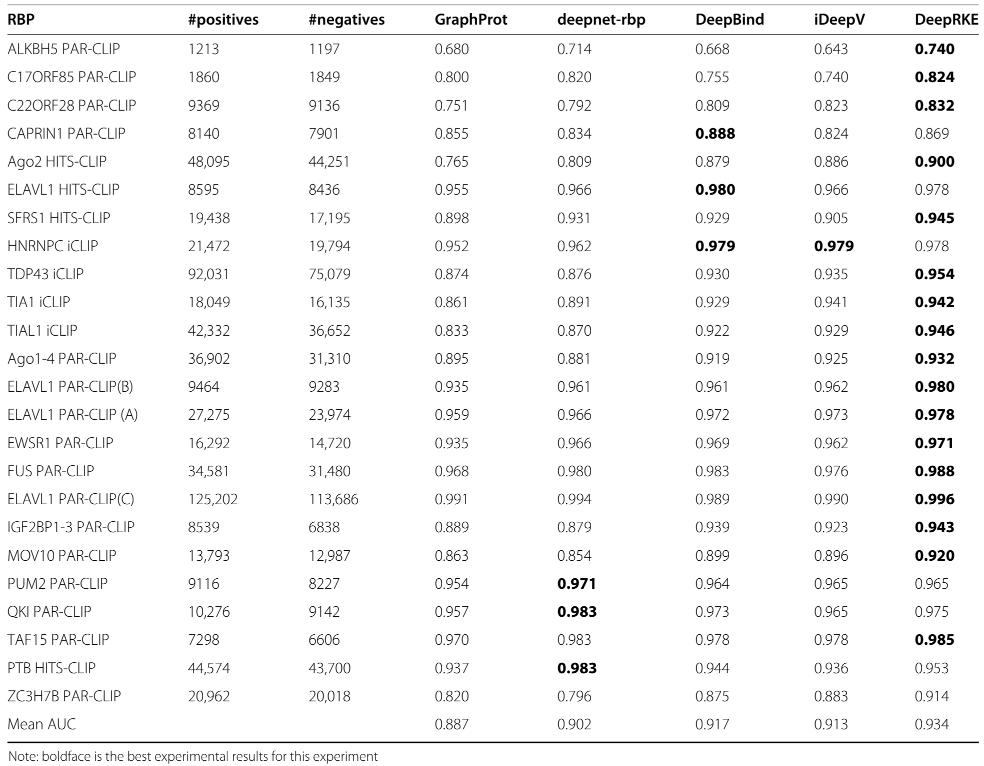 RBP #positives #negatives GraphProt deepnet-rbp DeepBind iDeepV DeepRKE
ALKBH5 PAR-CLIP 1213 1197 0.680 0.714 0.668 0.643 0.740
C17ORF85 PAR-CLIP 1860 1849 0.800 0.820 0.755 0.740 0.824
C22ORF28 PAR-CLIP 9369 9136 0.751 0.792 0.809 0.823 0.832
CAPRIN1 PAR-CLIP 8140 7901 0.855 0.834 0.888 0.824 0.869
Ago2 HITS-CLIP 48,095 44,251 0.765 0.809 0.879 0.886 0.900
ELAVL1 HITS-CLIP 8595 8436 0.955 0.966 0.980 0.966 0.978
SFRS1 HITS-CLIP 19,438 17,195 0.898 0.931 0.929 0.905 0.945
HNRNPC iCLIP 21,472 19,794 0.952 0.962 0.979 0.979 0.978
TDP43 iCLIP 92,031 75,079 0.874 0.876 0.930 0.935 0.954
TIA1 iCLIP 18,049 16,135 0.861 0.891 0.929 0.941 0.942
TIAL1 iCLIP 42,332 36,652 0.833 0.870 0.922 0.929 0.946
Ago1-4 PAR-CLIP 36,902 31,310 0.895 0.881 0.919 0.925 0.932
ELAVL1 PAR-CLIP(B) 9464 9283 0.935 0.961 0.961 0.962 0.980
ELAVL1 PAR-CLIP (A) 27,275 23,974 0.959 0.966 0.972 0.973 0.978
EWSR1 PAR-CLIP 16,292 14,720 0.935 0.966 0.969 0.962 0.971
FUS PAR-CLIP 34,581 31,480 0.968 0.980 0.983 0.976 0.988
ELAVL1 PAR-CLIP(C) 125,202 113,686 0.991 0.994 0.989 0.990 0.996
IGF2BP1-3 PAR-CLIP 8539 6838 0.889 0.879 0.939 0.923 0.943
MOV10 PAR-CLIP 13,793 12,987 0.863 0.854 0.899 0.896 0.920
PUM2 PAR-CLIP 9116 8227 0.954 0.971 0.964 0.965 0.965
QKI PAR-CLIP 10,276 9142 0.957 0.983 0.973 0.965 0.975
TAF15 PAR-CLIP 7298 6606 0.970 0.983 0.978 0.978 0.985
PTB HITS-CLIP 44,574 43,700 0.937 0.983 0.944 0.936 0.953
ZC3H7B PAR-CLIP 20,962 20,018 0.820 0.796 0.875 0.883 0.914
Mean AUC 0.887 0.902 0.917 0.913 0.934
Note: boldface is the best experimental results for this experiment